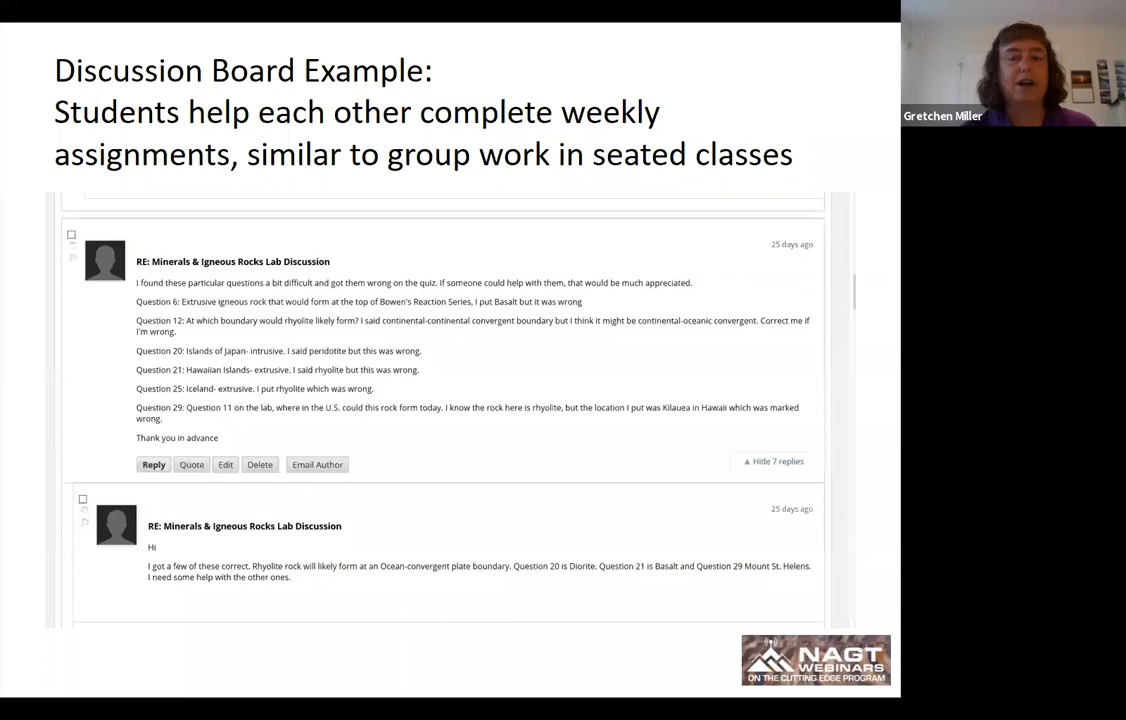 Discussion Board Example:
Students help each other complete weekly
assignments, similar to group work in seated classes
Gretchen Miller
25 days ago
RE: Minerals & Igneous Rocks Lab Discussion
I found these particular questions a bit difficult and got them wrong on the quiz. If someone could help with them, that would be much appreciated.
Question 6: Extrusive igneous rock that would form at the top of Bowen's Reaction Series, I put Basalt but it was wrong
Question 12: At which boundary would rhyolite likely form? I said continental-continental convergent boundary but I think it might be continental-oceanic convergent. Correct me if
I'm wrong.
Question 20: Islands of Japan- intrusive. I said peridotite but this was wrong.
Question 21: Hawaiian Islands- extrusive. I said rhyolite but this was wrong.
Question 25: Iceland- extrusive. I put rhyolite which was wrong.
Question 29: Question 11 on the lab, where in the U.S. could this rock form today. I know the rock here is rhyolite, but the location I put was Kilauea in Hawaii which was marked
wrong.
Thank you in advance
Reply Quote Edit Delete Email Author
Hide 7 replies
25 days ago
RE: Minerals & Igneous Rocks Lab Discussion
Hi
I got a few of these correct. Rhyolite rock will likely form at an Ocean-convergent plate boundary. Question 20 is Diorite. Question 21 is Basalt and Question 29 Mount St. Helens.
I need some help with the other ones.
NAGT
WEBINARS
ON THE CUTTING EDGE PROGRAM